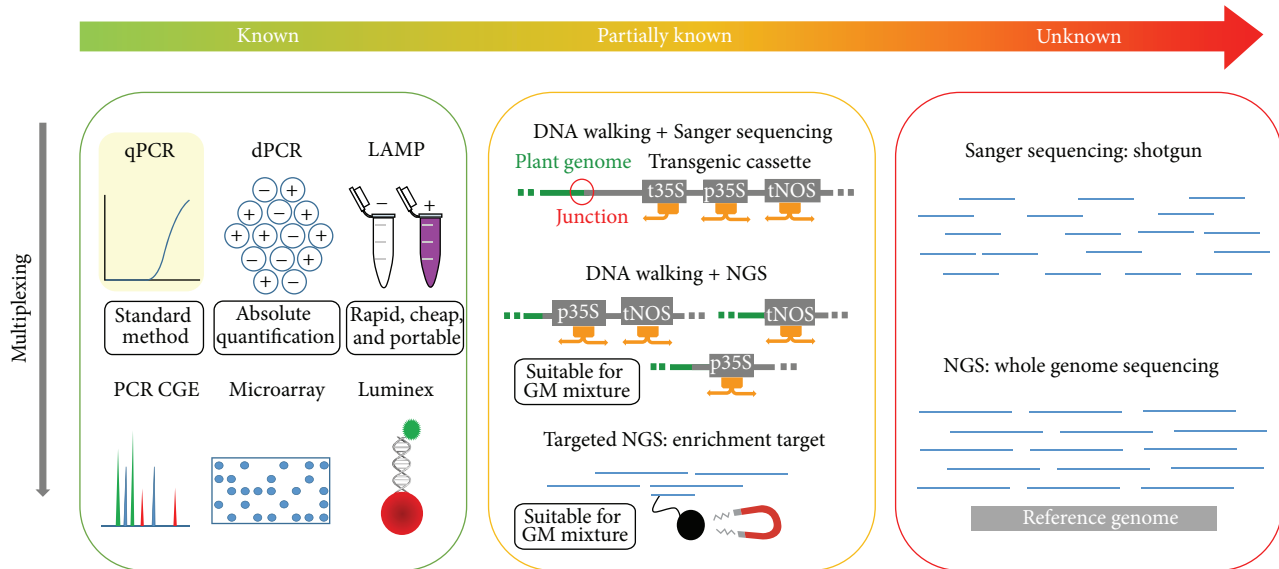 Known
Partially known
Unknown
Multiplexing
qPCR
dPCR
LAMP
− +
− + −
+ + − +
+ − + −
− + +
+ −
− +
Standard
method
Absolute
quantification
Rapid, cheap,
and portable
PCR CGE
Microarray
Luminex
DNA walking + Sanger sequencing
Plant genome
Transgenic cassette
t35S
p35S
tNOS
Junction
DNA walking + NGS
p35S
tNOS
tNOS
p35S
Suitable for
GM mixture
Targeted NGS: enrichment target
Suitable for
GM mixture
Sanger sequencing: shotgun
NGS: whole genome sequencing
Reference genome